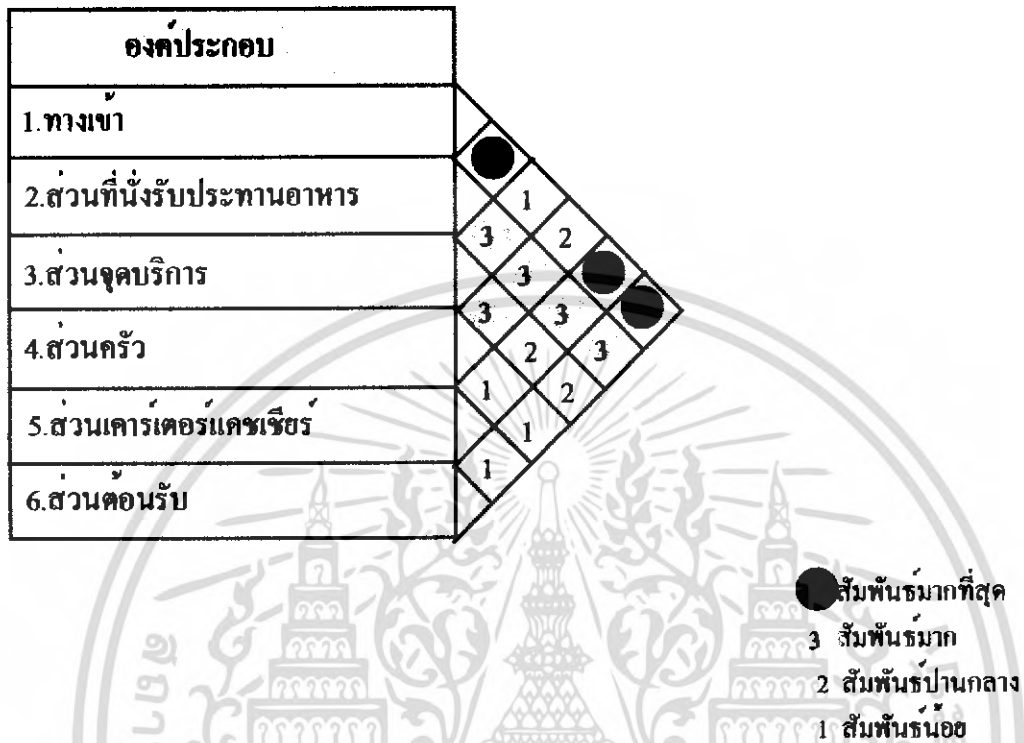 องค์ประกอบ
1.ทางเข้า
2.ส่วนที่นั่งรับประทานอาหาร
3.ส่วนจุดบริการ
4.ส่วนครัว
5.ส่วนเคาร์เตอร์แคชเชียร์
6.ส่วนต้อนรับ
1
3 2
3
3 3
2 3
1 2
1
1
สัมพันธ์มากที่สุด
3 สัมพันธ์มาก
2 สัมพันธ์ปานกลาง
1 สัมพันธ์น้อย